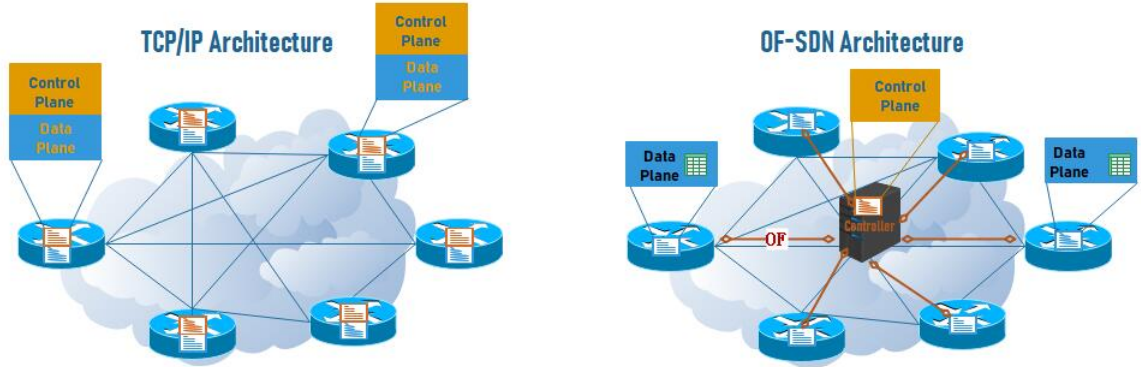 TCP/IP Architecture
Control
Plane
Data
Plane
Control
Plane
Data
Plane
OF-SDN Architecture
Control
Plane
Data
Plane
Data
Plane
Controller
OF